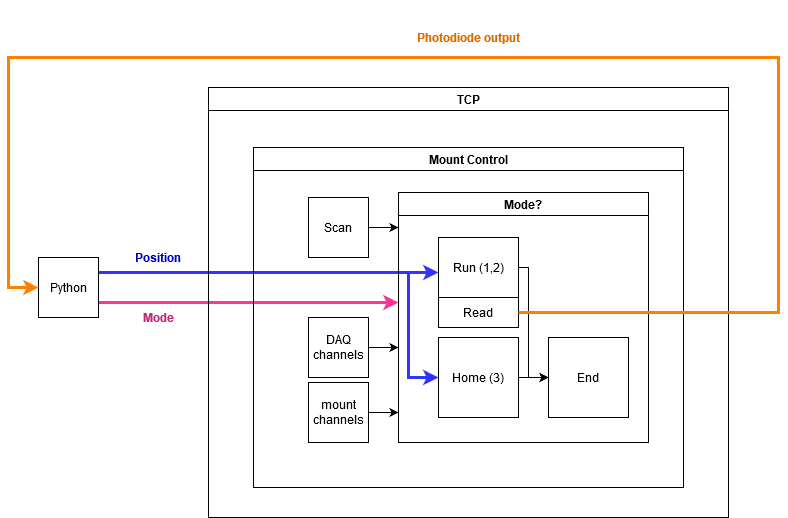 Photodiode output
TCP
Mount Control
Mode?
Scan
Position
Run (1,2)
Python
Read
Mode
DAQ
channels
Home (3)
End
mount
channels